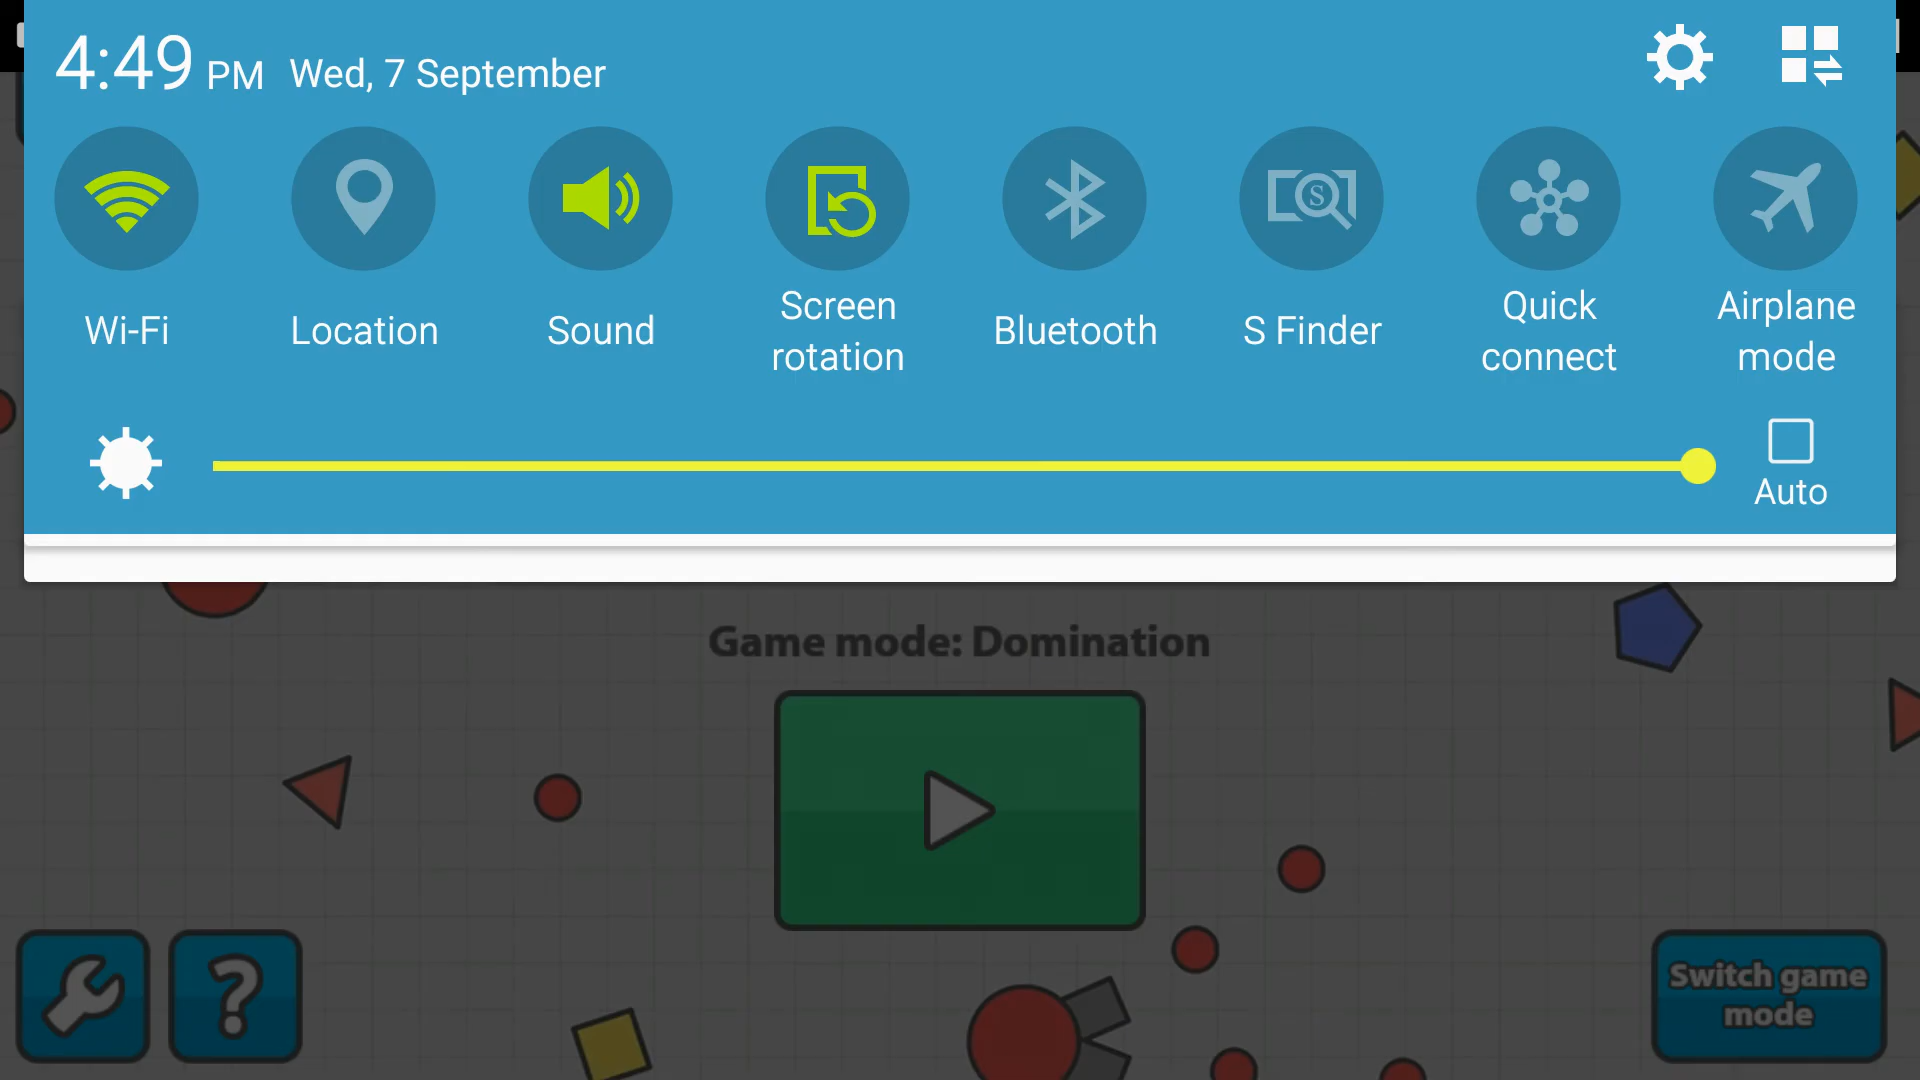 4:49 PM Wed, 7 September
Wi-Fi
Location
Sound
Screen
rotation
Bluetooth
S
S Finder
Quick
connect
Airplane
mode
Auto
Game mode: Domination
?
Switch game
mode